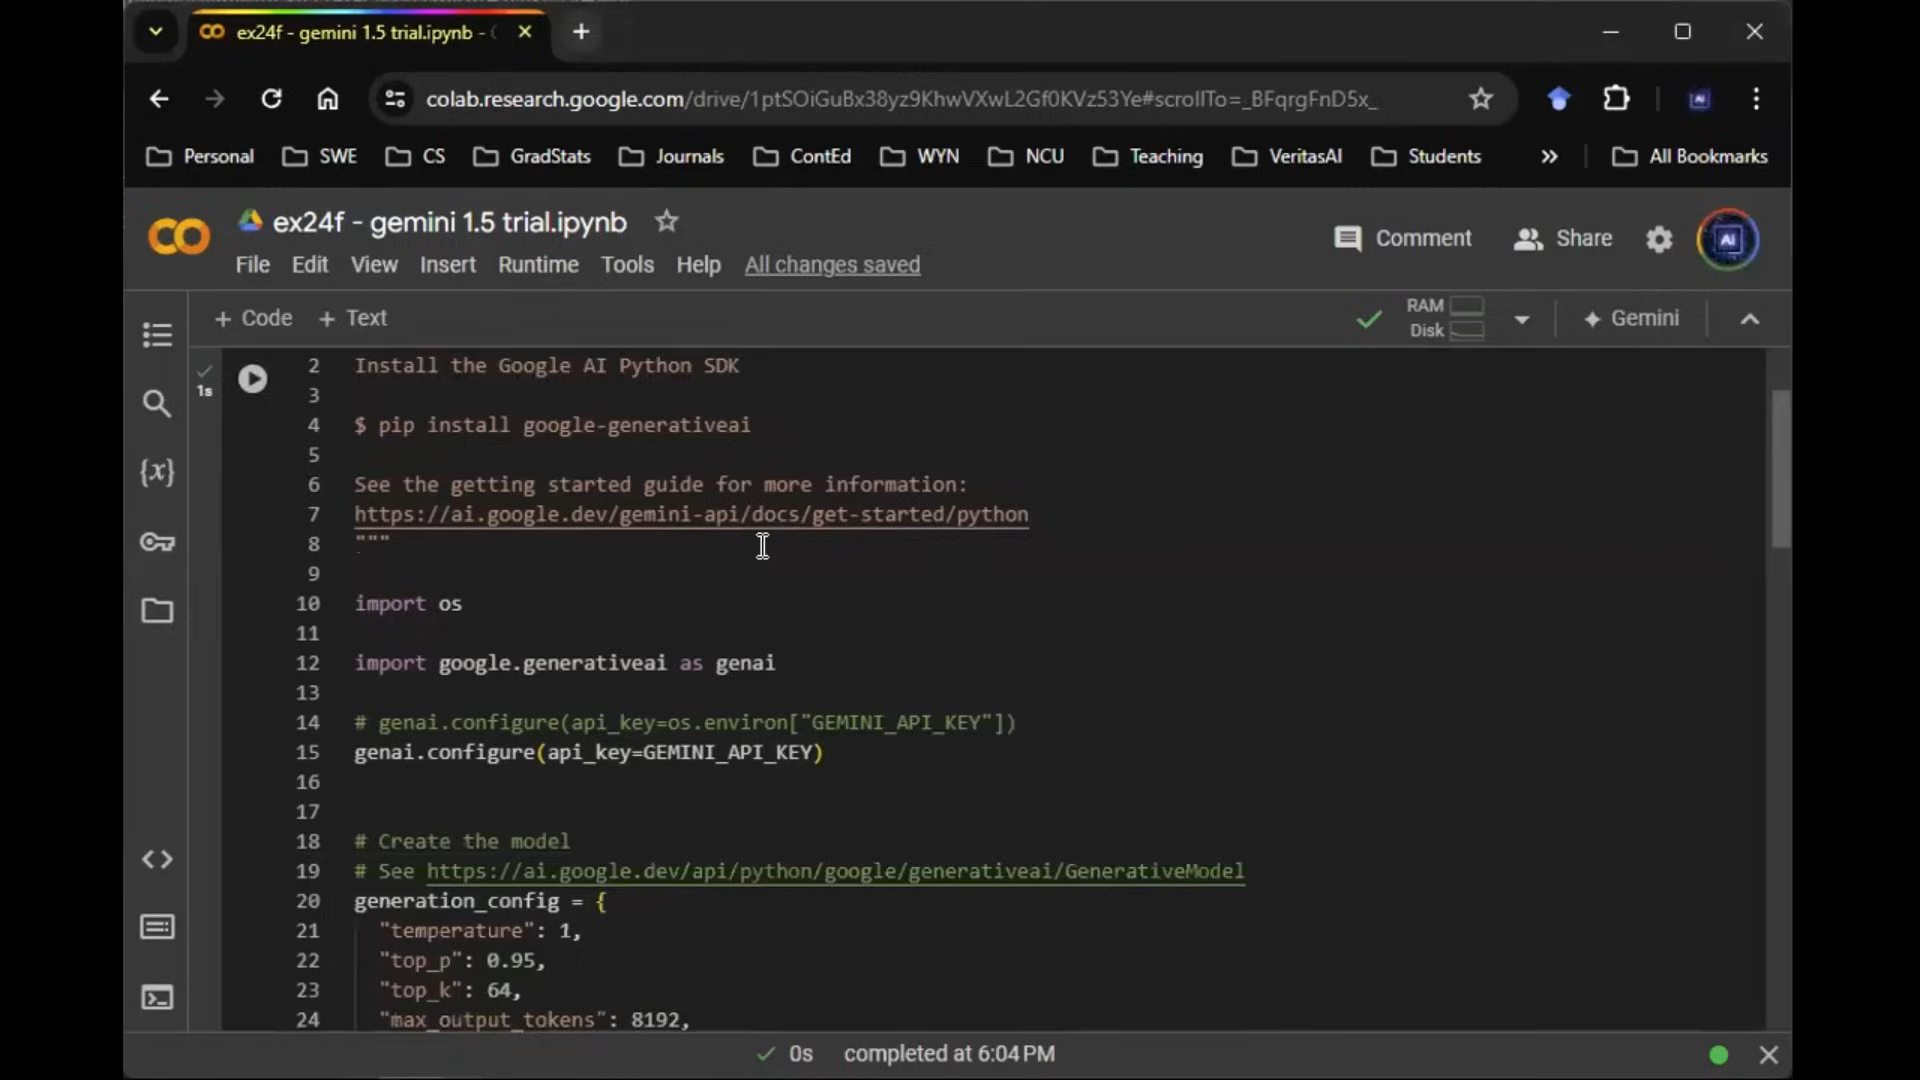 ex24f - gemini 1.5 trial.ipynb -
colab.research.google.com/drive/1ptSOiGuBx38yz9KhwVXwL2Gf0KVz53Ye#scrollTo=_BFqrgFnD5x_
Personal SWE CS GradStats Journals ContEd WYN NCU Teaching VeritasAI Students » All Bookmarks
ex24f - gemini 1.5 trial.ipynb
Comment Share
File Edit View Insert Runtime Tools Help All changes saved
+ Code + Text
RAM
Disk
Gemini
1s
2 Install the Google AI Python SDK
3
4 $ pip install google-generativeai
5
6 See the getting started guide for more information:
7 https://ai.google.dev/gemini-api/docs/get-started/python
8 """
9
10 import os
11
12 import google.generativeai as genai
13
14 # genai.configure(api_key=os.environ["GEMINI_API_KEY"])
15 genai.configure(api_key=GEMINI_API_KEY)
16
17
18 # Create the model
19 # See https://ai.google.dev/api/python/google/generativeai/GenerativeModel
20 generation_config = {
21 "temperature": 1,
22 "top_p": 0.95,
23 "top_k": 64,
24 "max_output_tokens": 8192,
0s completed at 6:04 PM